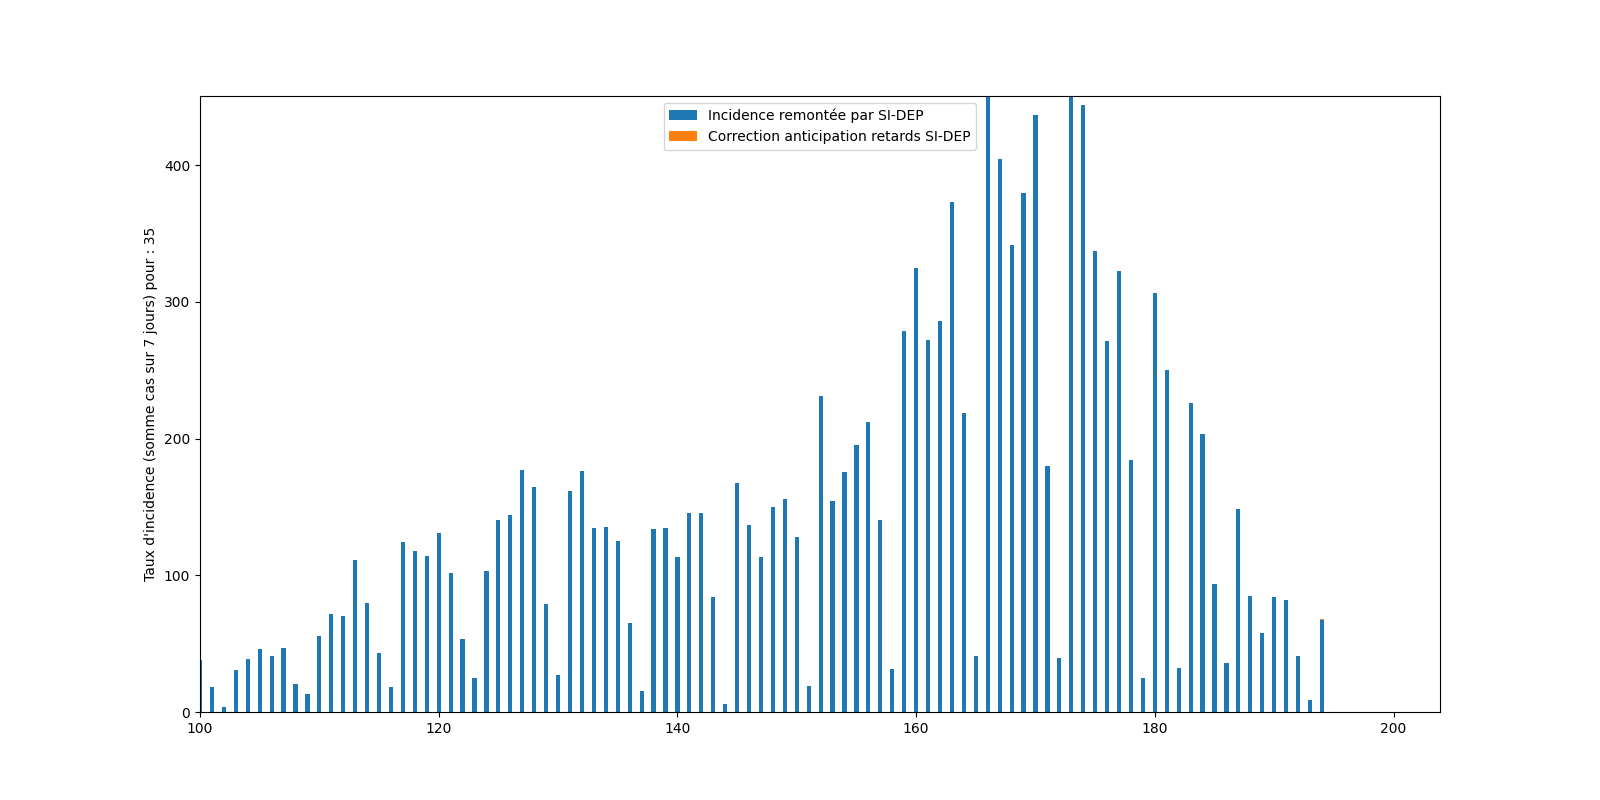 Incidence remontée par SI-DEP
Correction anticipation retards SI-DEP
Taux d'incidence (somme cas sur 7 jours) pour : 35
400
300
200
100
0
100 120 140 160 180 200